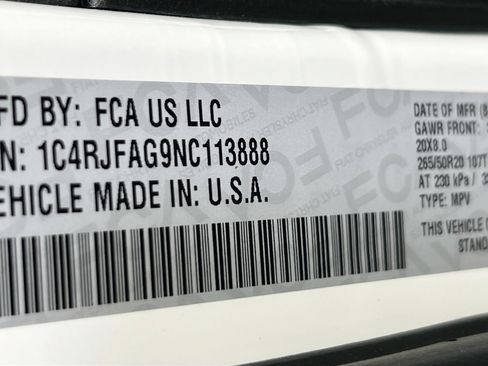 FD BY: FCA US LLC
N: 1C4RJFAG9NC113888
EHICLE MADE IN: U.S.A.
DATE OF MFR (B
GAWR FRONT:
20X8.0
265/50R20 107T
AT 230 kPa / 3
TYPE: MPV
THIS VEHICLE
STAND